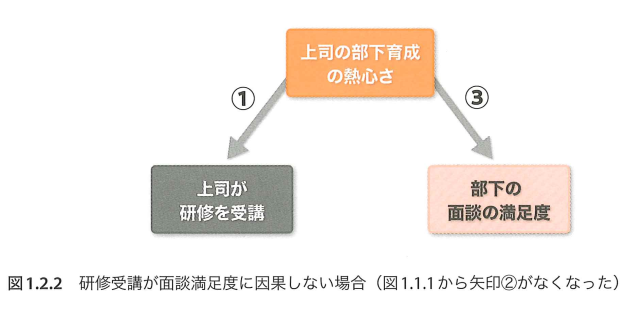 上司の部下育成
の熱心さ
①
③
上司が
研修を受講
部下の
面談の満足度
図1.2.2 研修受講が面談満足度に因果しない場合（図1.1.1から矢印②がなくなった）